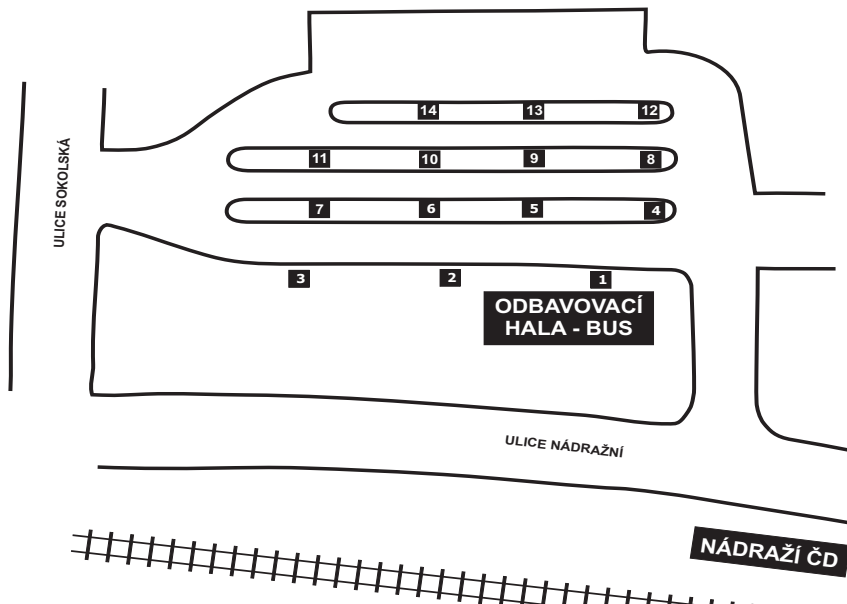 14 13 12
11 10 9 8
7 6 5 4
3 2 1
ULICE SOKOLSKÁ
ODBAVOVACÍ
HALA - BUS
ULICE NÁDRAŽNÍ
NÁDRAŽÍ ČD